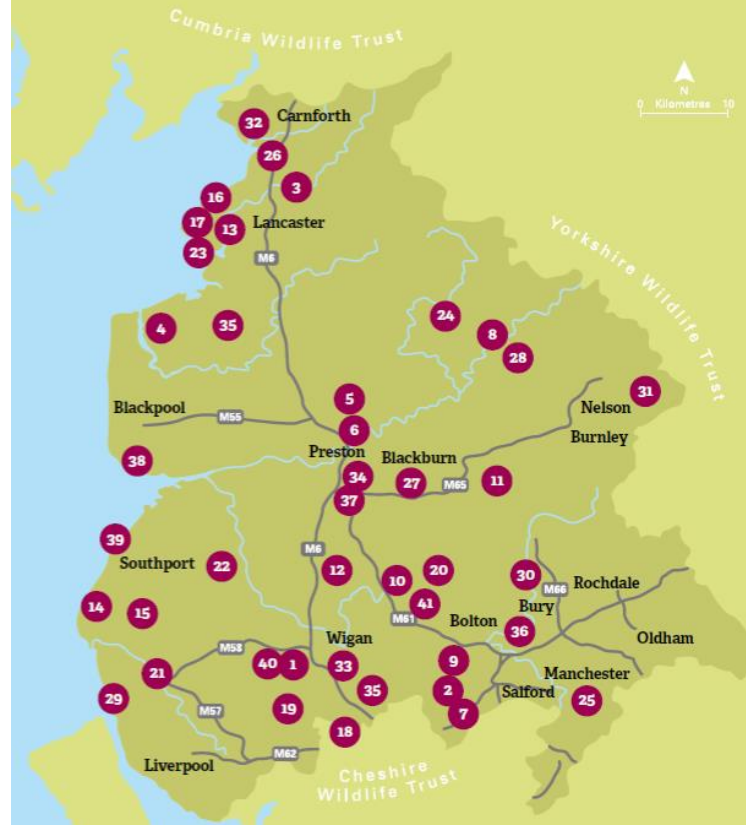 Cumbria Wildlife Trust
N
0 Kilometres 10
32
Carnforth
26
3
16
17
13
Lancaster
23
M6
Yorkshire Wildlife Trust
4
35
24
8
28
31
5
Nelson
Blackpool
M55
6
Burnley
Preston
Blackburn
38
34
27
M65
11
37
39
M6
Southport
22
12
10
20
30
M66
Rochdale
14
15
41
M61
Bolton
Bury
36
Oldham
Wigan
M58
21
40
1
33
9
Manchester
29
35
2
Salford
25
M57
19
7
18
M62
Liverpool
Cheshire
Wildlife Trust